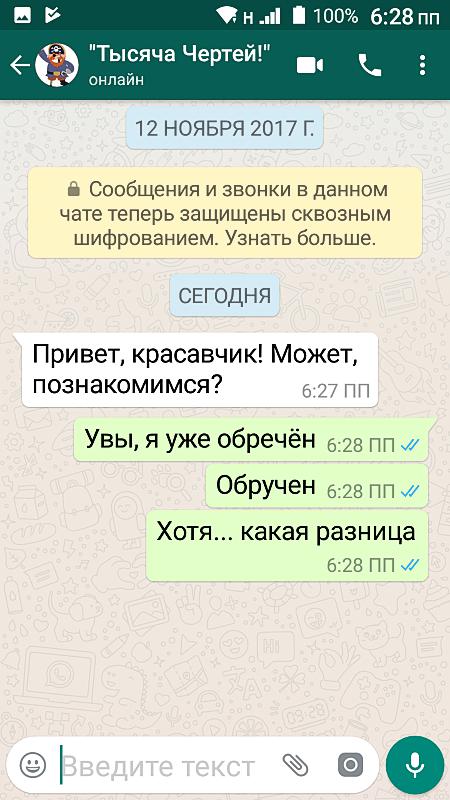 H 100% 6:28 пп
"Тысяча Чертей!"
онлайн
12 НОЯБРЯ 2017 Г.
Сообщения и звонки в данном
чате теперь защищены сквозным
шифрованием. Узнать больше.
СЕГОДНЯ
Привет, красавчик! Может,
познакомимся? 6:27 ПП
Увы, я уже обречён 6:28 ПП
Обручен 6:28 ПП
Хотя... какая разница
6:28 ПП
Введите текст